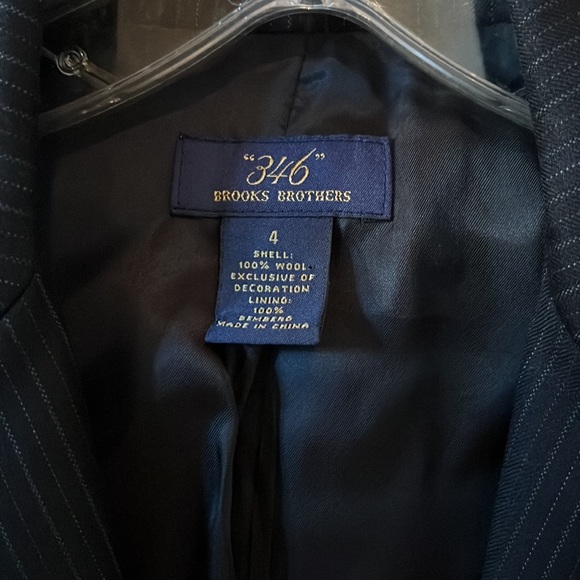 "346"
BROOKS BROTHERS
4
SHELL:
100% WOOL
EXCLUSIVE OF
DECORATION
LINING:
100%
BEMBERG
MADE IN CHINA